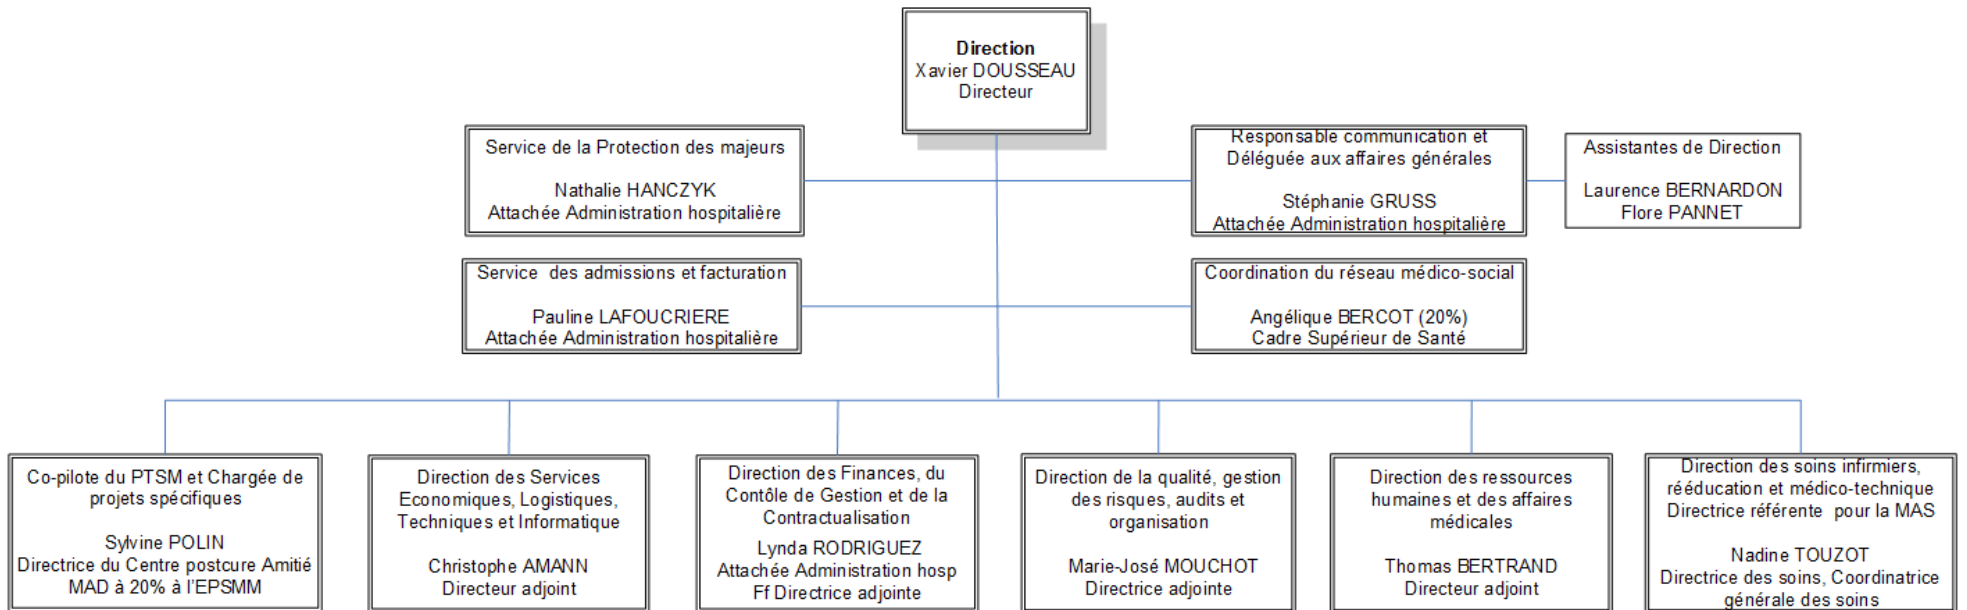 Direction
Xavier DOUSSEAU
Directeur
Service de la Protection des majeurs
Nathalie HANCZYK
Attachée Administration hospitalière
Responsable communication et
Déléguée aux affaires générales
Stéphanie GRUSS
Attachée Administration hospitalière
Assistantes de Direction
Laurence BERNARDON
Flore PANNET
Service des admissions et facturation
Pauline LAFOUCRIERE
Attachée Administration hospitalière
Coordination du réseau médico-social
Angélique BERCOT (20%)
Cadre Supérieur de Santé
Co-pilote du PTSM et Chargée de
projets spécifiques
Sylvine POLIN
Directrice du Centre postcure Amitié
MAD à 20% à l'EPSMM
Direction des Services
Economiques, Logistiques,
Techniques et Informatique
Christophe AMANN
Directeur adjoint
Direction des Finances, du
Contôle de Gestion et de la
Contractualisation
Lynda RODRIGUEZ
Attachée Administration hosp
Ff Directrice adjointe
Direction de la qualité, gestion
des risques, audits et
organisation
Marie-José MOUCHOT
Directrice adjointe
Direction des ressources
humaines et des affaires
médicales
Thomas BERTRAND
Directeur adjoint
Direction des soins infirmiers,
rééducation et médico-technique
Directrice référente pour la MAS
Nadine TOUZOT
Directrice des soins, Coordinatrice
générale des soins